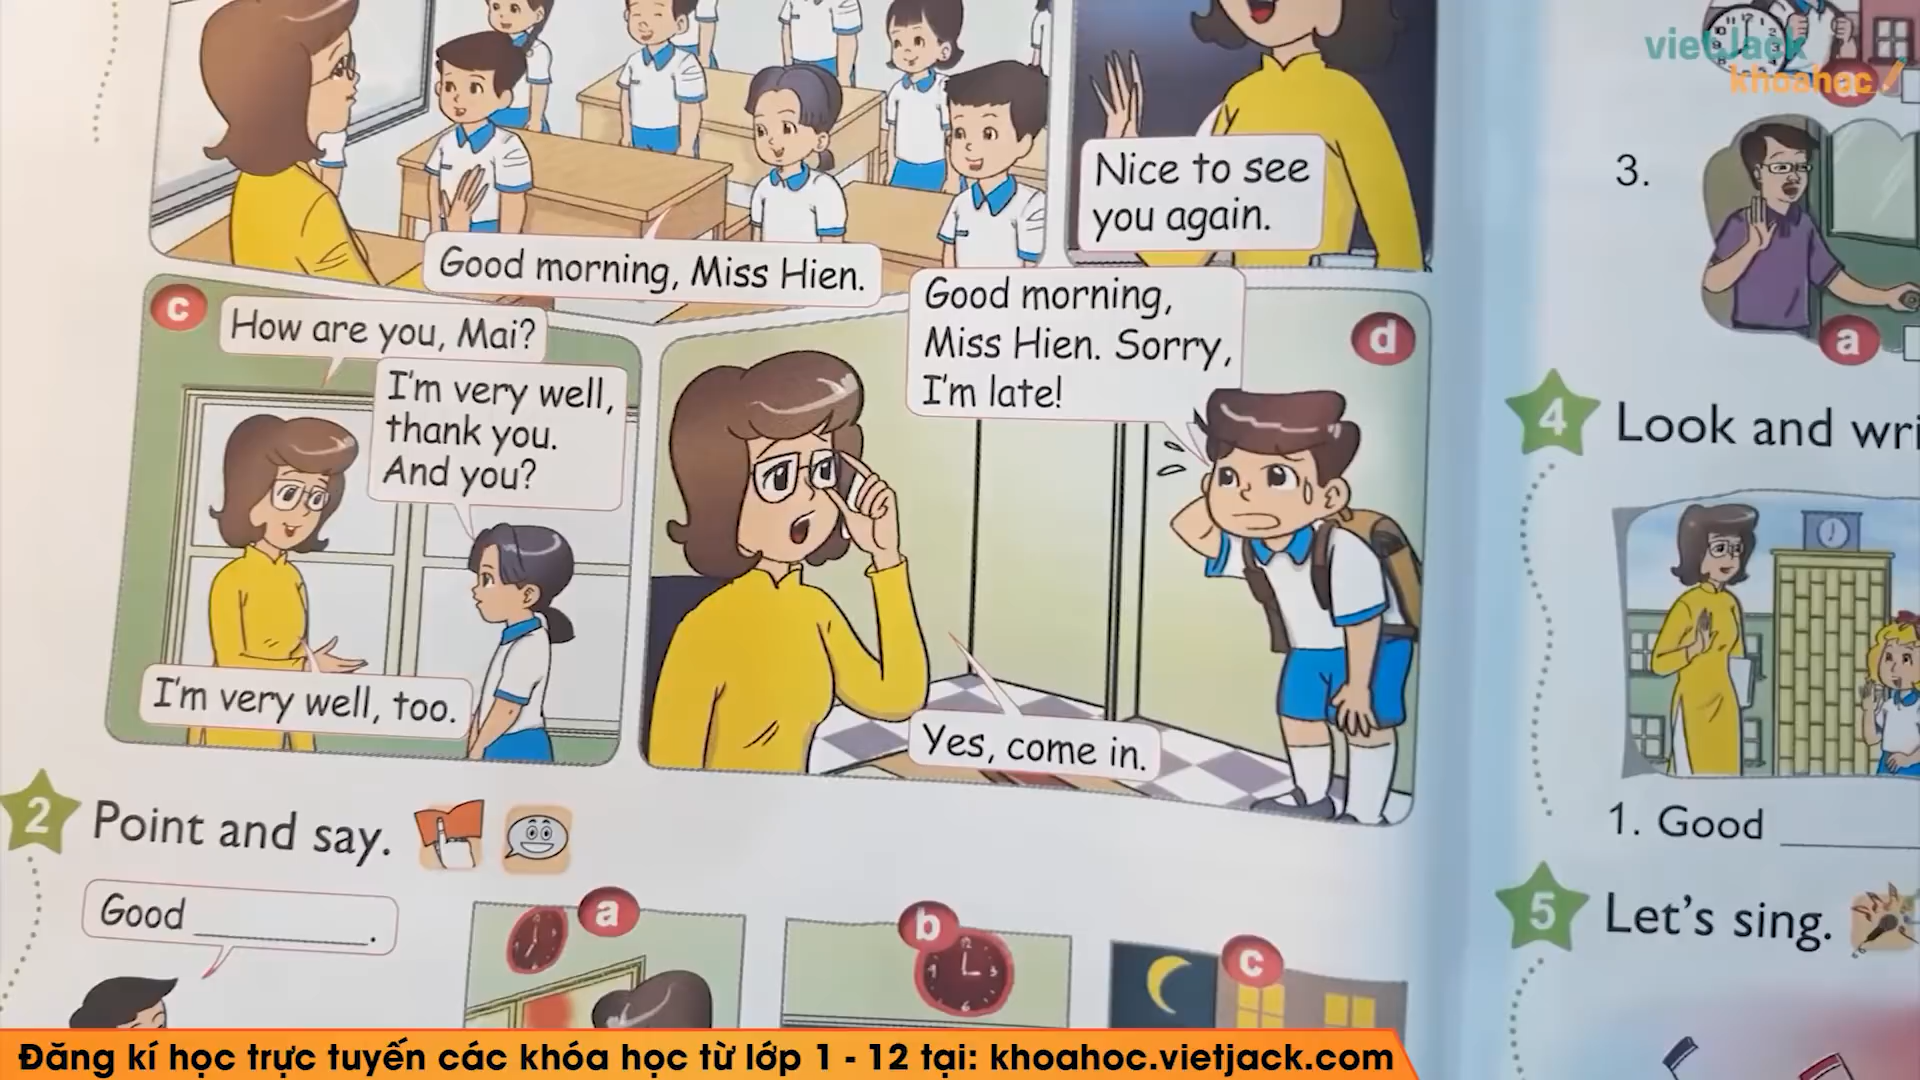 Good morning, Miss Hien.
Nice to see
you again.
c
How are you, Mai?
I'm very well,
thank you.
And you?
I'm very well, too.
d
Good morning,
Miss Hien. Sorry,
I'm late!
Yes, come in.
2 Point and say.
Good ________.
a
b
c
vietJack
khoahoc
a
3.
a
4 Look and wri
1. Good ______
5 Let's sing.
Đăng kí học trực tuyến các khóa học từ lớp 1 - 12 tại: khoahoc.vietjack.com